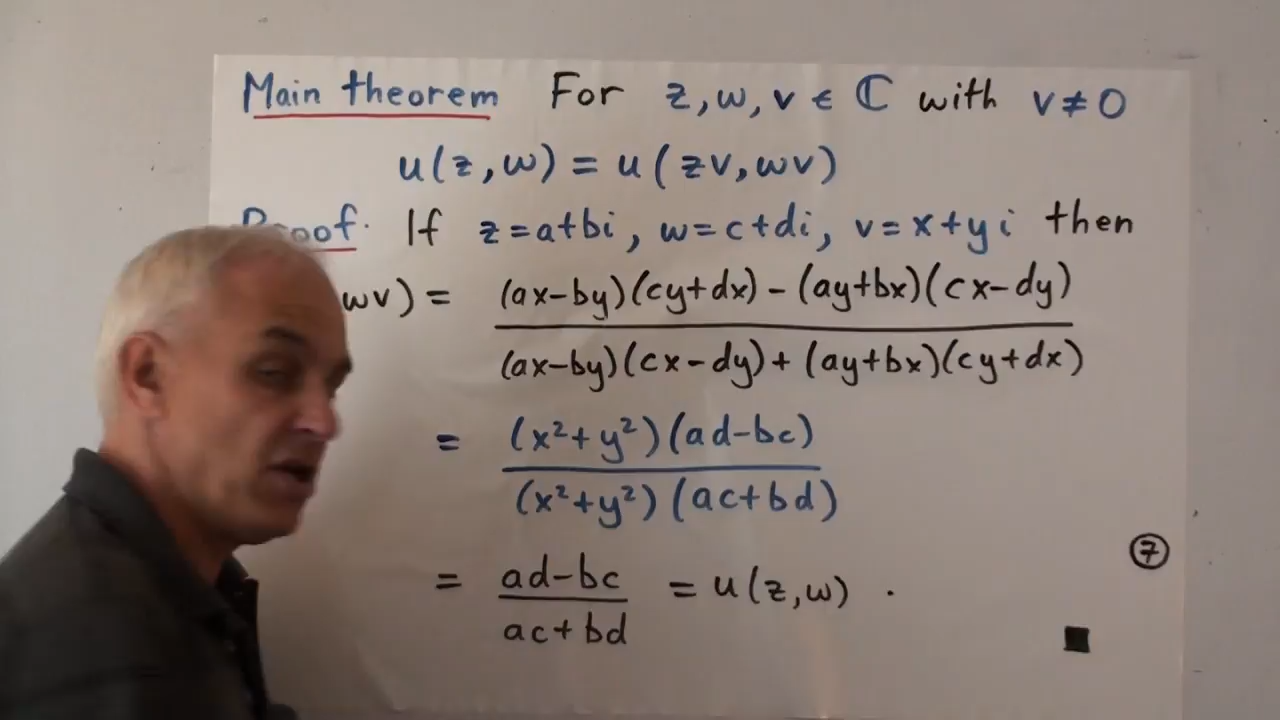 Main theorem For z, w, v ∈ ℂ with v ≠ 0
u(z, w) = u(zv, wv)
Proof. If z=a+bi, w=c+di, v=x+yi then
wv) = (ax-by)(cy+dx) - (ay+bx)(cx-dy)
(ax-by)(cx-dy) + (ay+bx)(cy+dx)
= (x²+y²)(ad-bc)
(x²+y²)(ac+bd)
= ad-bc
ac+bd
= u(z, w) .
7